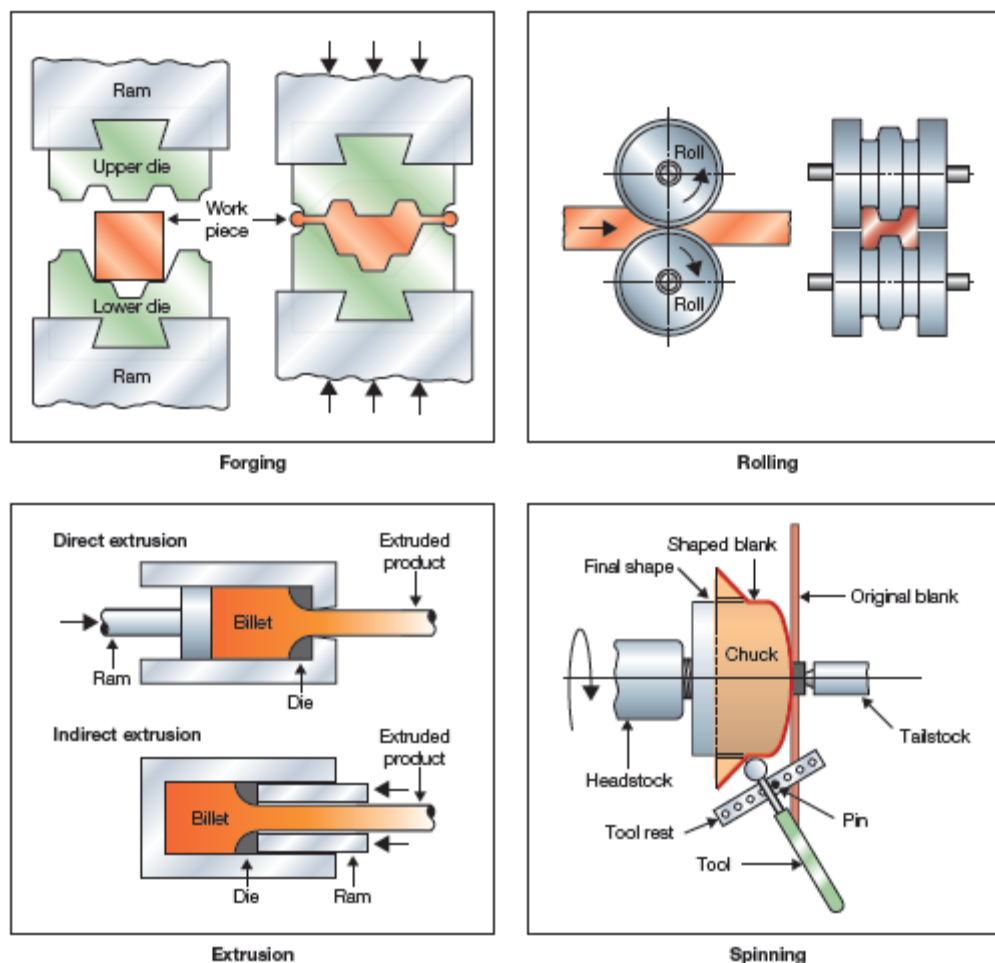 Ram
Upper die
Work
piece
Lower die
Ram
Forging
Roll
Roll
Rolling
Direct extrusion
Extruded
product
Billet
Ram
Die
Indirect extrusion
Extruded
product
Billet
Die
Ram
Extrusion
Shaped blank
Final shape
Original blank
Chuck
Tailstock
Headstock
Pin
Tool rest
Tool
Spinning